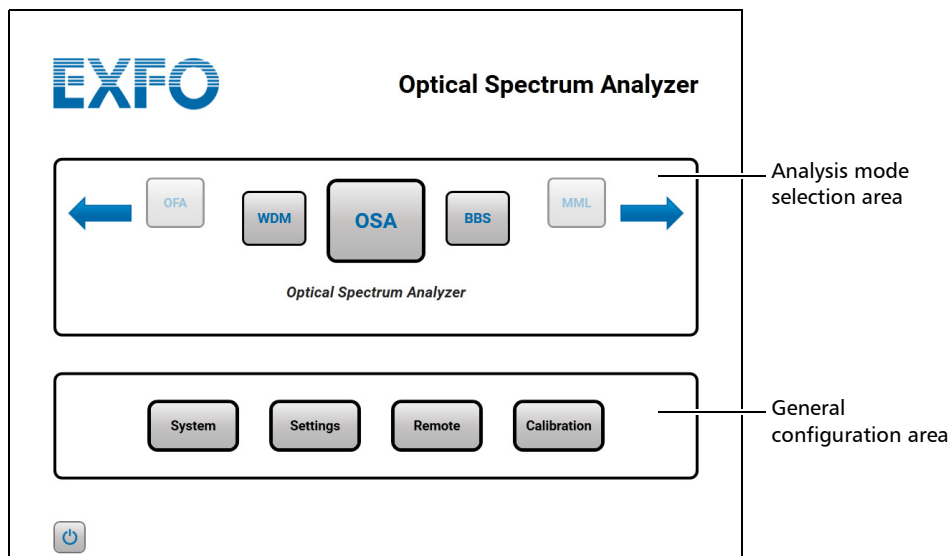 EXFO
Optical Spectrum Analyzer
Analysis mode
selection area
OFA
WDM
OSA
BBS
MML
Optical Spectrum Analyzer
System
Settings
Remote
Calibration
General
configuration area